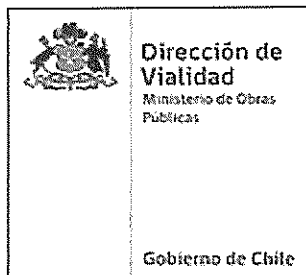 Dirección de
Vialidad
Ministerio de Obras
Públicas
Gobierno de Chile